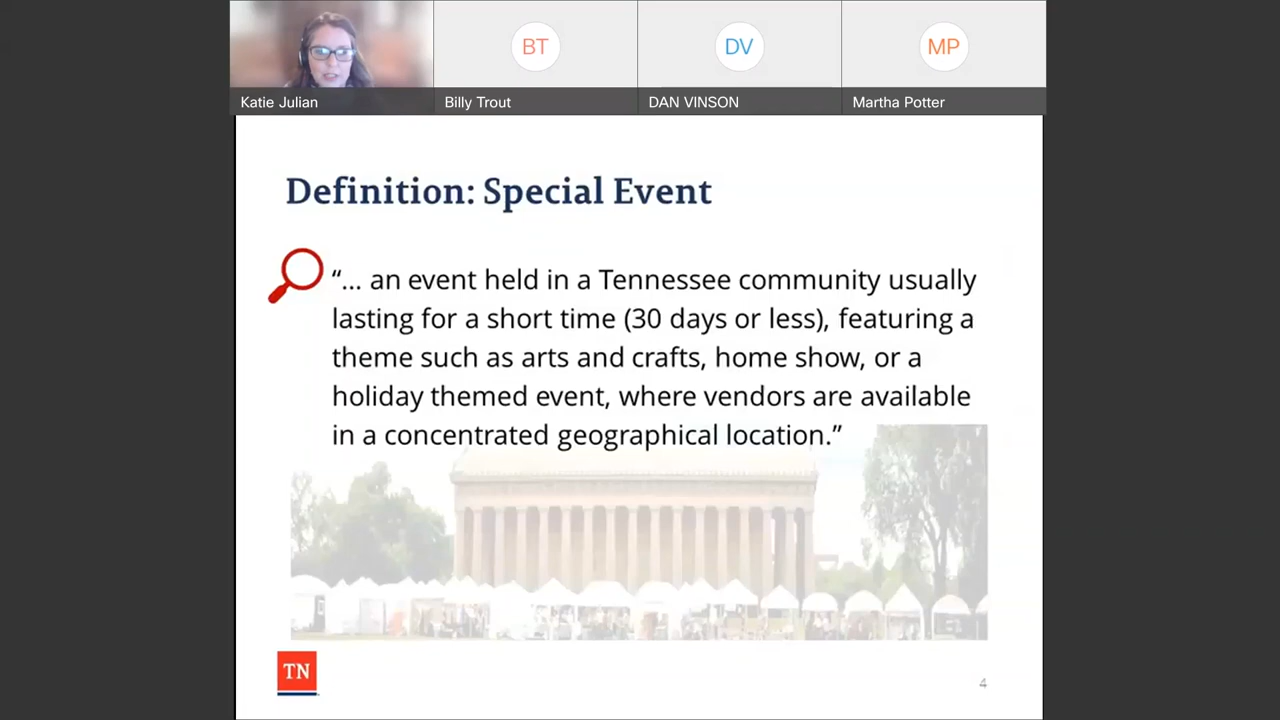 BT
DV
MP
Katie Julian
Billy Trout
DAN VINSON
Martha Potter
Definition: Special Event
“... an event held in a Tennessee community usually
lasting for a short time (30 days or less), featuring a
theme such as arts and crafts, home show, or a
holiday themed event, where vendors are available
in a concentrated geographical location.”
TN
4